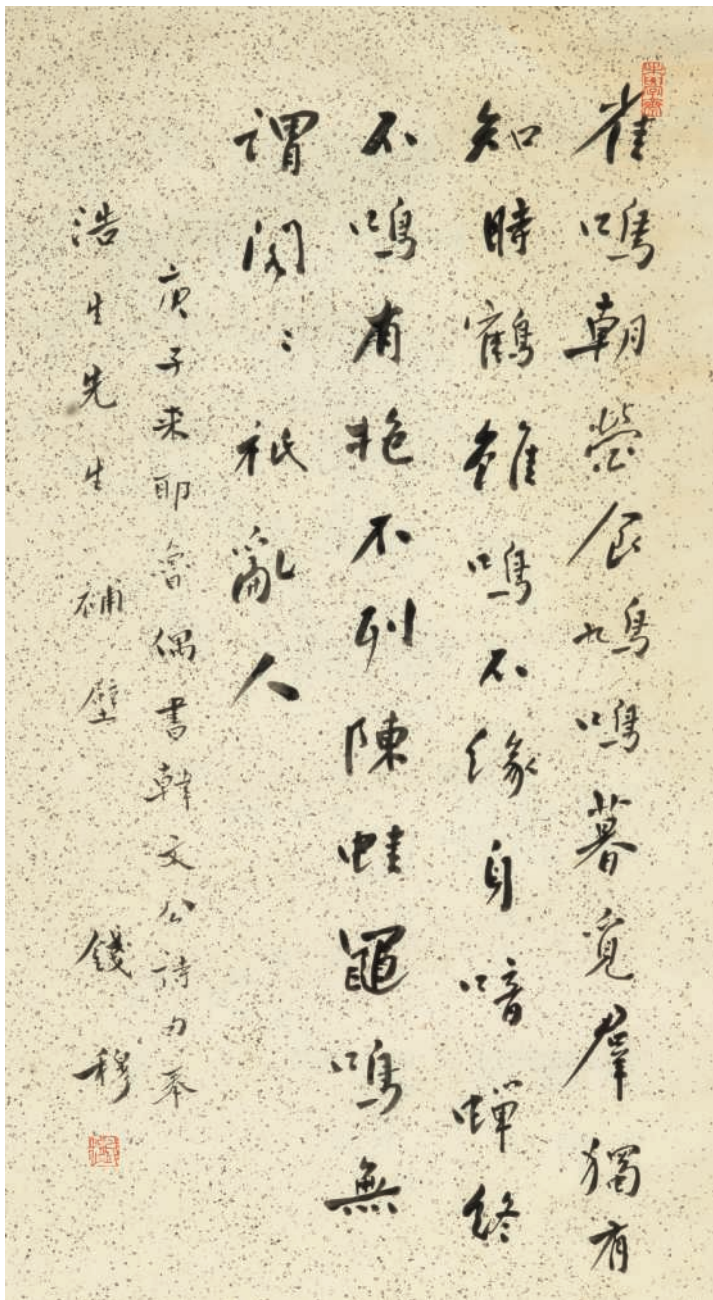 雀鳴朝營食鳩鳴暮覓羣獨有
知時鶴雖鳴不緣身喑蟬終
不鳴有抱不列陳蛙黽鳴無
謂閤〻祇亂人
庚子来耶魯偶書韓文公詩句奉
浩生先生 補壁 錢穆